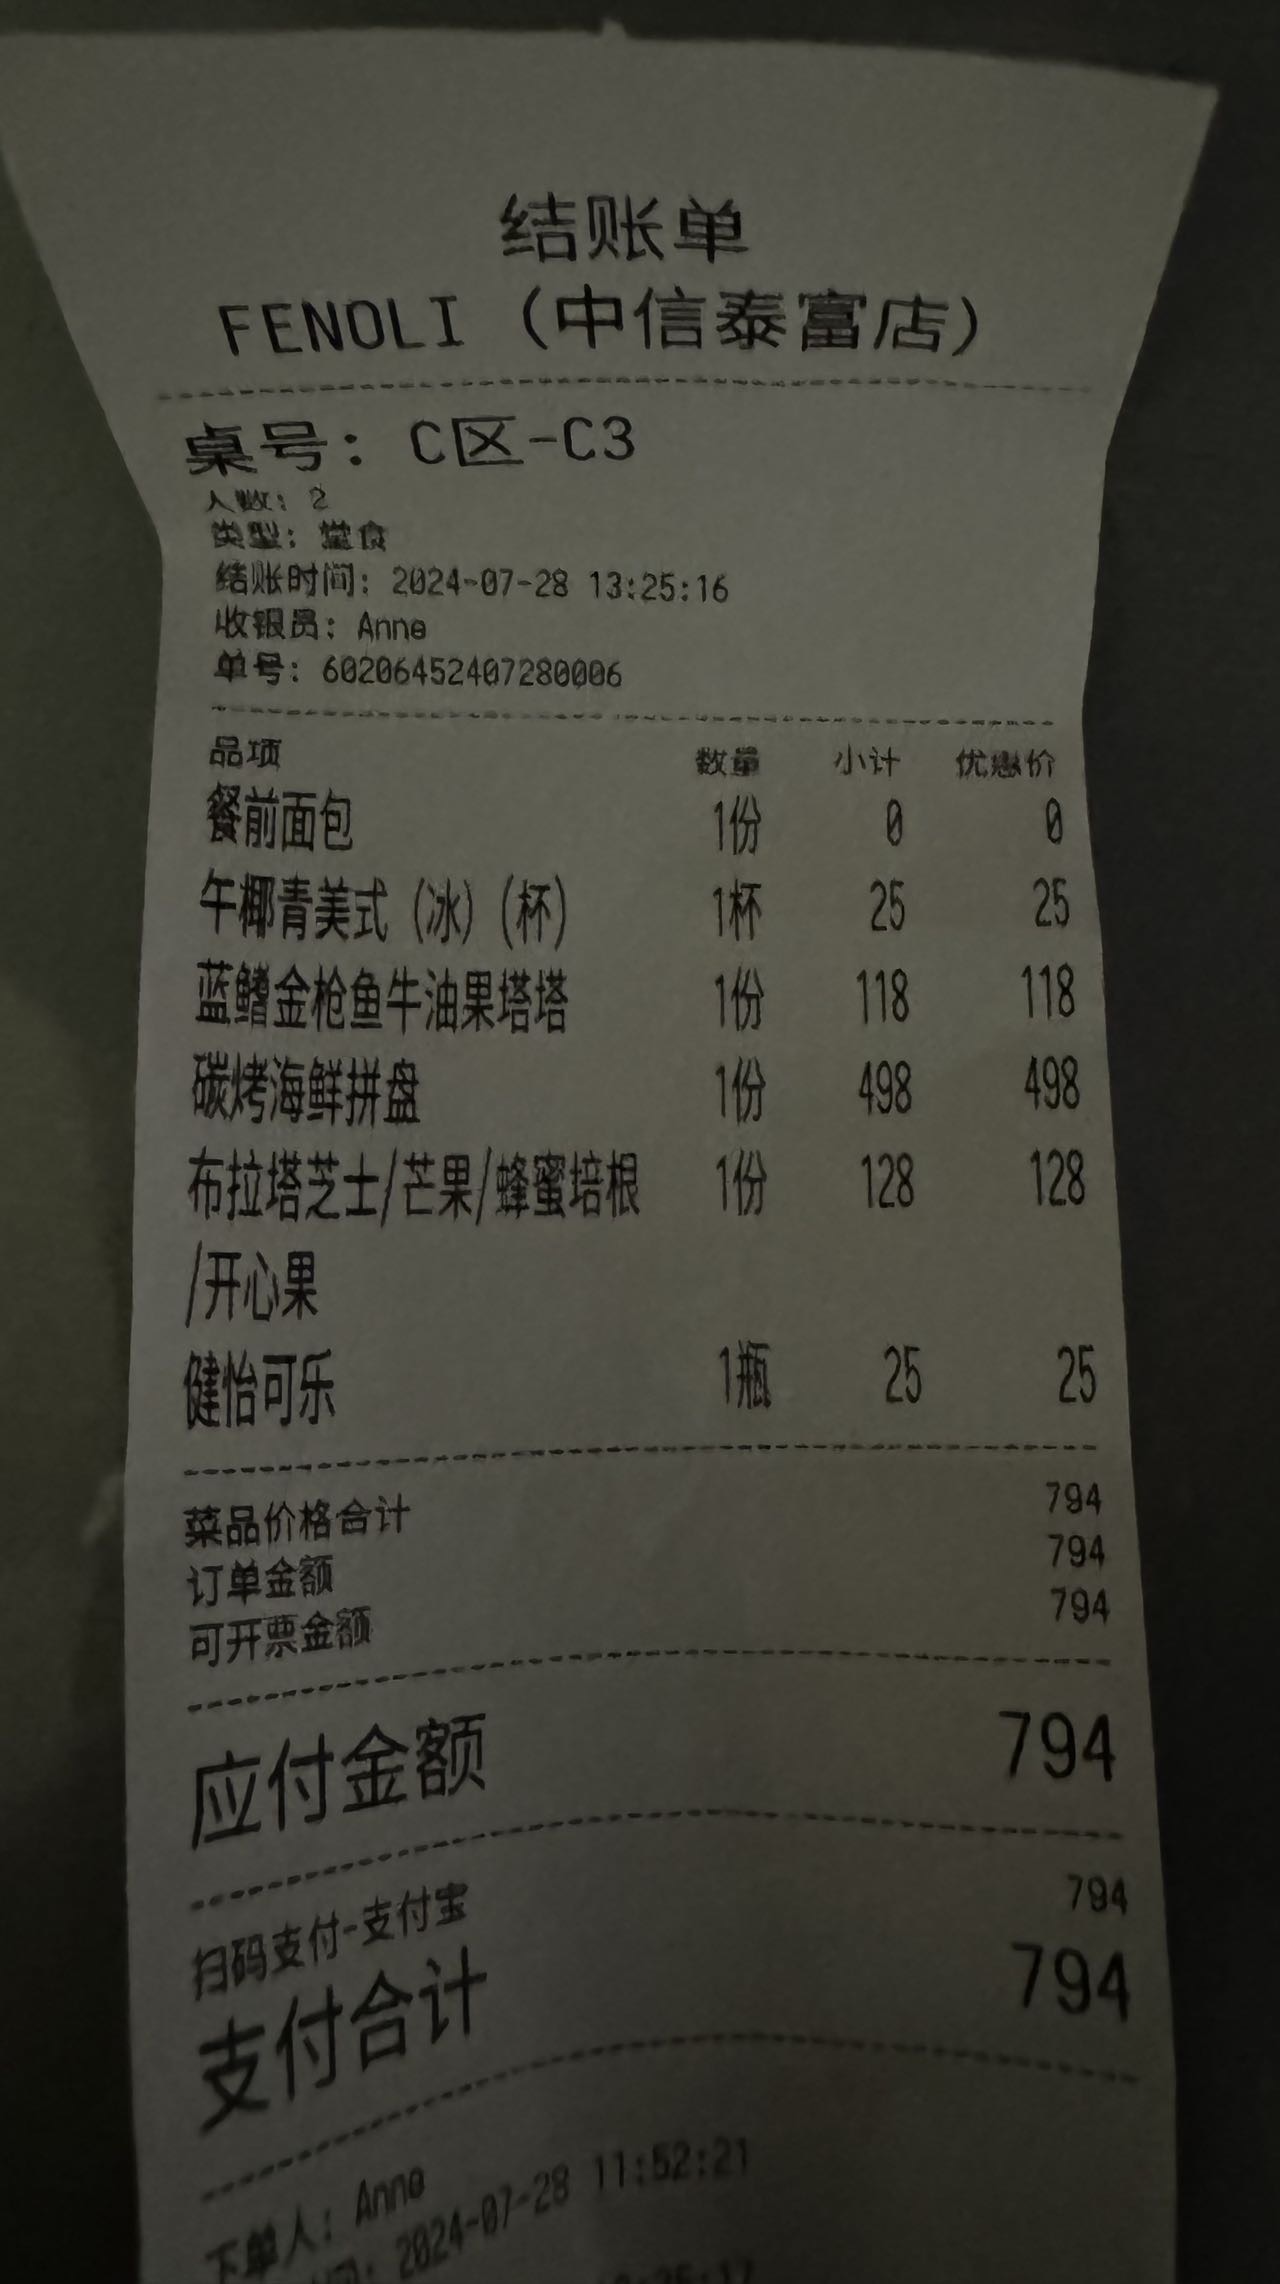 结账单
FENOLI（中信泰富店）
桌号：C区-C3
人数：2
类型：堂食
结账时间：2024-07-28 13:25:16
收银员：Anne
单号：60206452407280006
品项 数量 小计 优惠价
餐前面包 1份 0 0
午椰青美式（冰）（杯） 1杯 25 25
蓝鳍金枪鱼牛油果塔塔 1份 118 118
碳烤海鲜拼盘 1份 498 498
布拉塔芝士/芒果/蜂蜜培根 1份 128 128
/开心果
健怡可乐 1瓶 25 25
菜品价格合计 794
订单金额 794
可开票金额 794
应付金额 794
扫码支付-支付宝 794
支付合计 794
下单人：Anne
间：2024-07-28 11:52:21